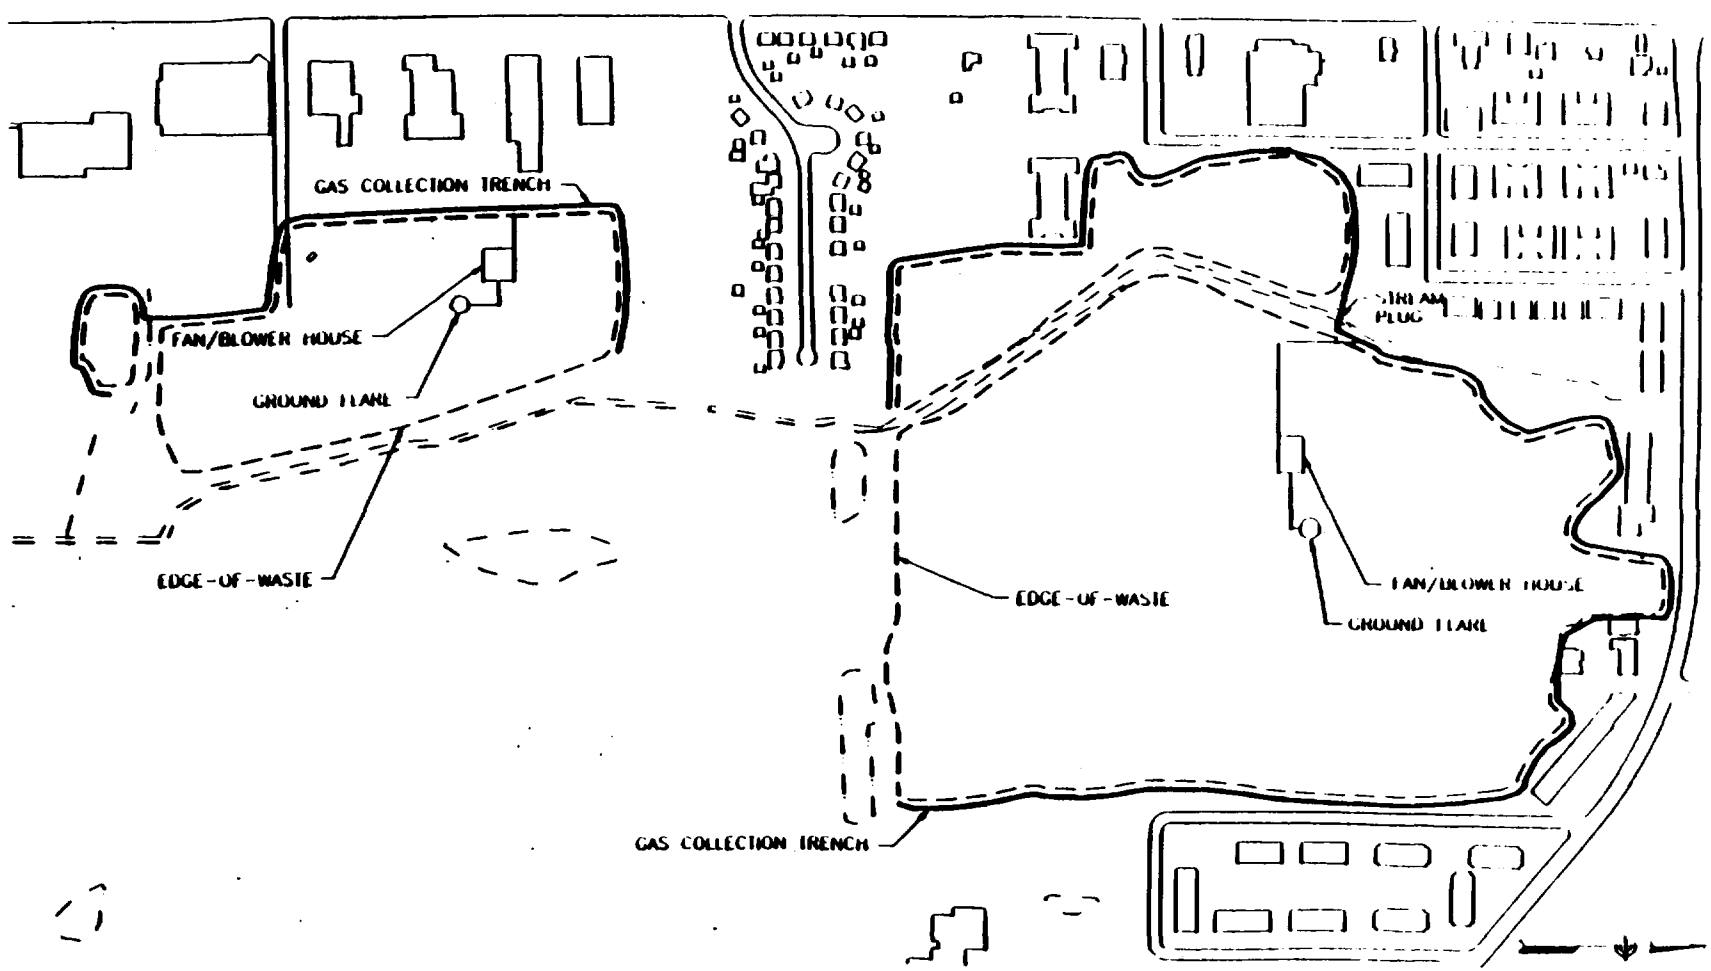 GAS COLLECTION TRENCH
STREAM
PLUG
FAN/BLOWER HOUSE
GROUND FLARE
EDGE-OF-WASTE
FAN/BLOWER HOUSE
EDGE-OF-WASTE
GROUND FLARE
GAS COLLECTION TRENCH